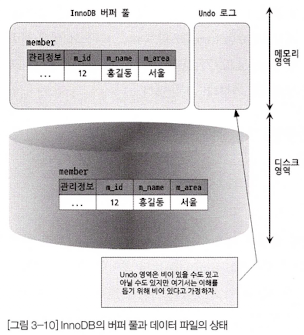 InnoDB 버퍼 풀
Undo 로그
member
관리정보 m_id m_name m_area
... 12 홍길동 서울
메모리
영역
member
관리정보 m_id m_name m_area
... 12 홍길동 서울
디스크
영역
Undo 영역은 비어 있을 수도 있고
아닐 수도 있지만 여기서는 이해를
돕기 위해 비어 있다고 가정하자.
[그림 3-10] InnoDB의 버퍼 풀과 데이터 파일의 상태